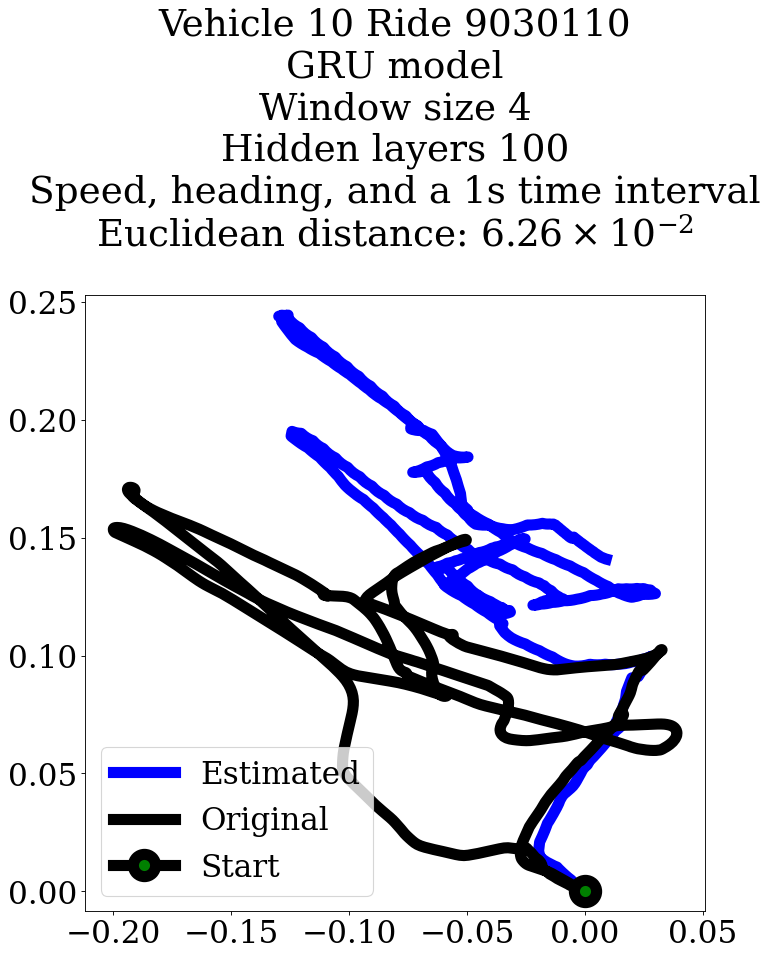 Vehicle 10 Ride 9030110
GRU model
Window size 4
Hidden layers 100
Speed, heading, and a 1s time interval
Euclidean distance: 6.26 × 10⁻²
0.25
0.20
0.15
0.10
0.05
0.00
Estimated
Original
Start
−0.20 −0.15 −0.10 −0.05 0.00 0.05